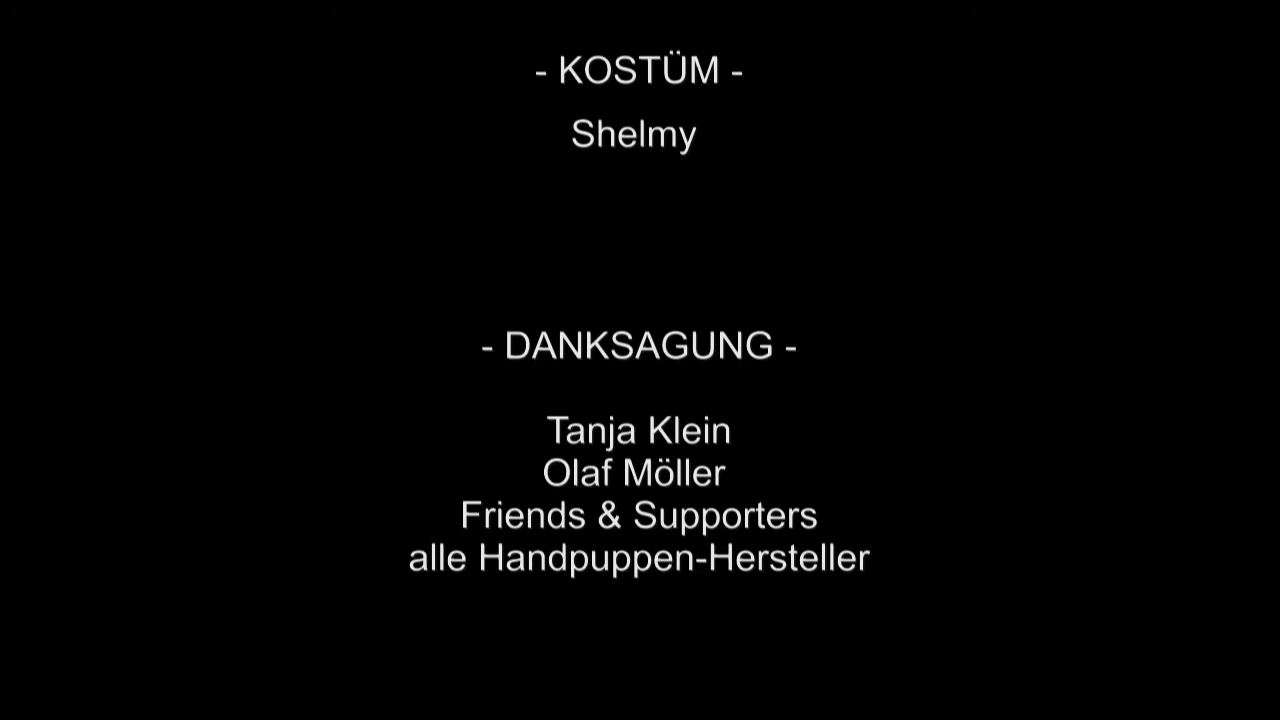 - KOSTÜM -
Shelmy
- DANKSAGUNG -
Tanja Klein
Olaf Möller
Friends & Supporters
alle Handpuppen-Hersteller